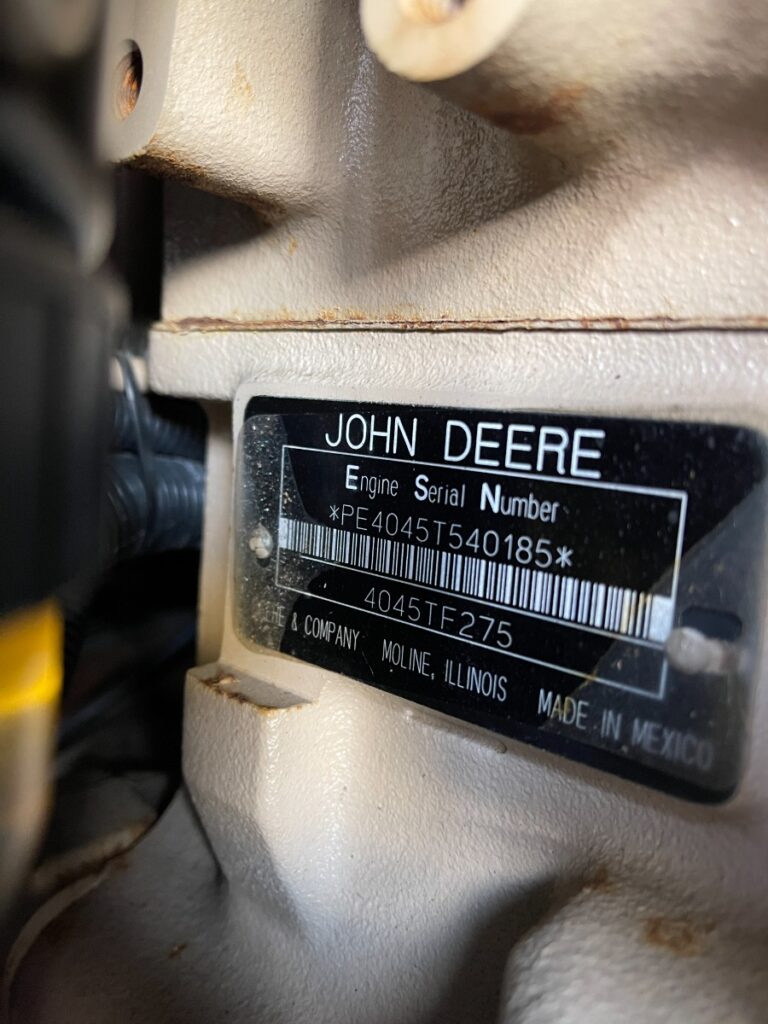 JOHN DEERE
Engine Serial Number
*PE4045T540185*
4045TF275
& COMPANY MOLINE, ILLINOIS MADE IN MEXICO